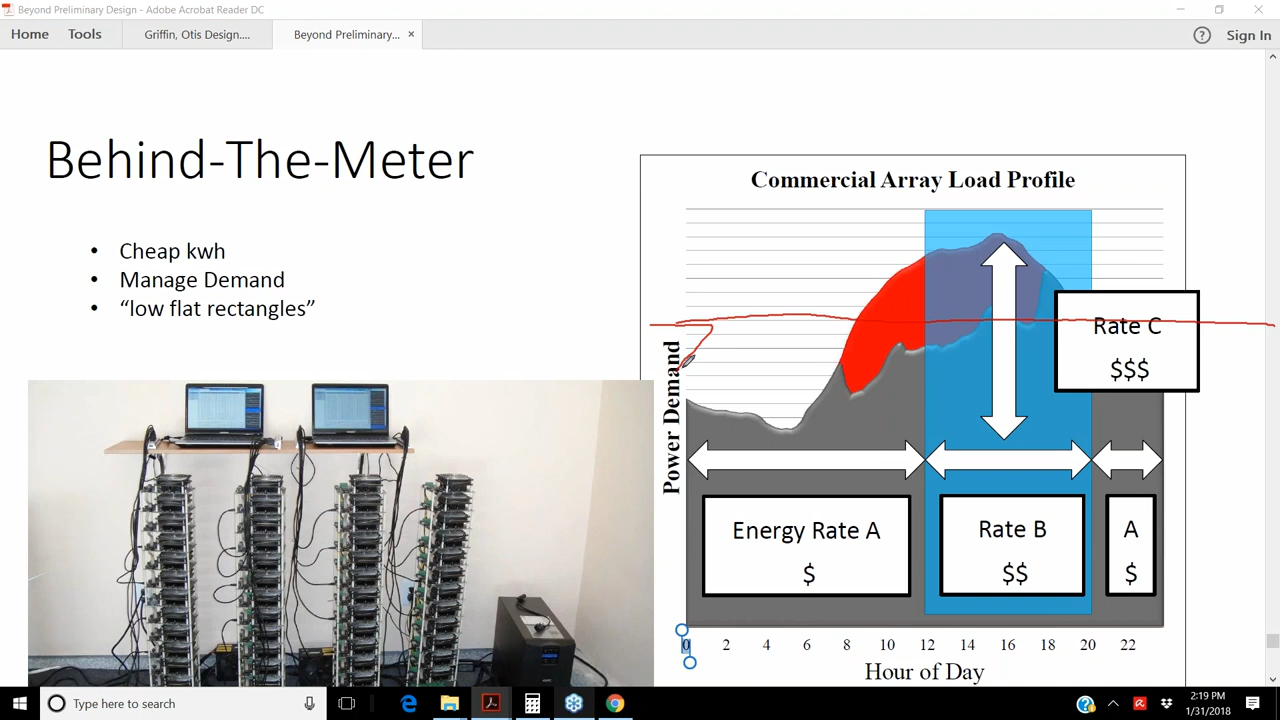 Beyond Preliminary Design - Adobe Acrobat Reader DC
Home Tools Griffin, Otis Design.... Beyond Preliminary... × ? Sign In
Behind-The-Meter
• Cheap kwh
• Manage Demand
• “low flat rectangles”
Commercial Array Load Profile
Power Demand
Rate C
$$$
Energy Rate A
$
Rate B
$$
A
$
0 2 4 6 8 10 12 14 16 18 20 22
Hour of Day
Type here to search
2:19 PM
1/31/2018